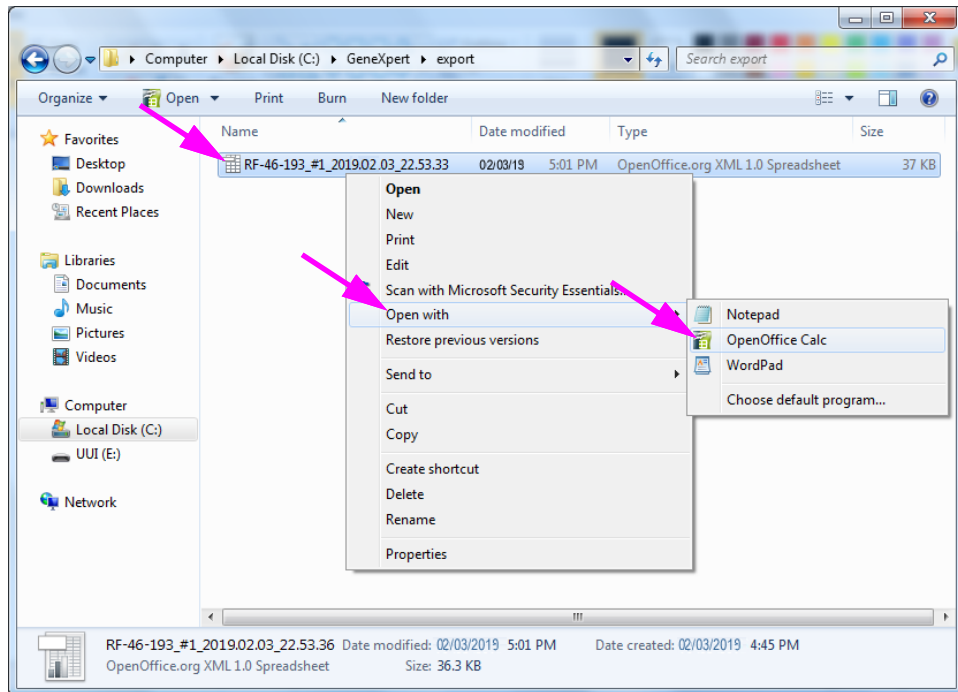 Computer Local Disk (C:) GeneXpert export Search export
Organize Open Print Burn New folder
Favorites
Desktop
Downloads
Recent Places
Libraries
Documents
Music
Pictures
Videos
Computer
Local Disk (C:)
UUI (E:)
Network
Name Date modified Type Size
RF-46-193_#1_2019.02.03_22.53.33 02/03/19 5:01 PM OpenOffice.org XML 1.0 Spreadsheet 37 KB
Open
New
Print
Edit
Scan with Microsoft Security Essentials...
Open with
Restore previous versions
Send to
Cut
Copy
Create shortcut
Delete
Rename
Properties
Notepad
OpenOffice Calc
WordPad
Choose default program...
RF-46-193_#1_2019.02.03_22.53.36 Date modified: 02/03/2019 5:01 PM Date created: 02/03/2019 4:45 PM
OpenOffice.org XML 1.0 Spreadsheet Size: 36.3 KB